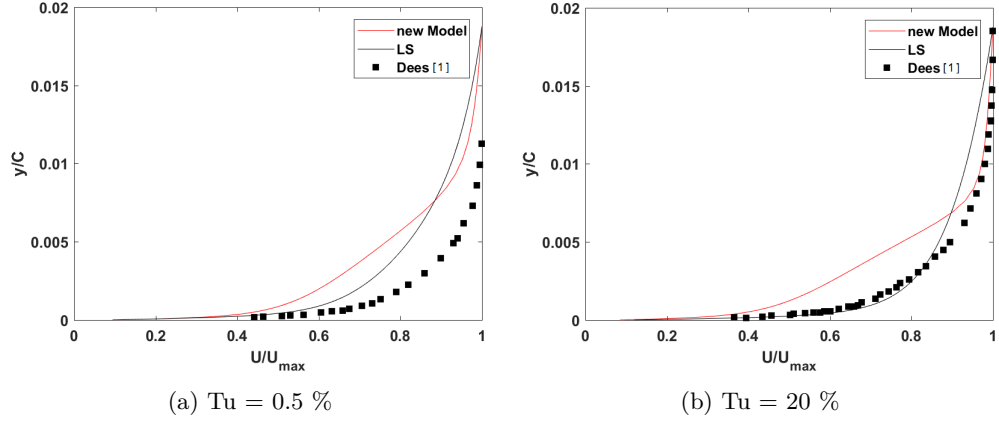 0.02
0.015
0.01
0.005
0
y/C
0 0.2 0.4 0.6 0.8 1
U/U_max
new Model
LS
Dees [1]
(a) Tu = 0.5 %
0.02
0.015
0.01
0.005
0
y/C
0 0.2 0.4 0.6 0.8 1
U/U_max
new Model
LS
Dees [1]
(b) Tu = 20 %